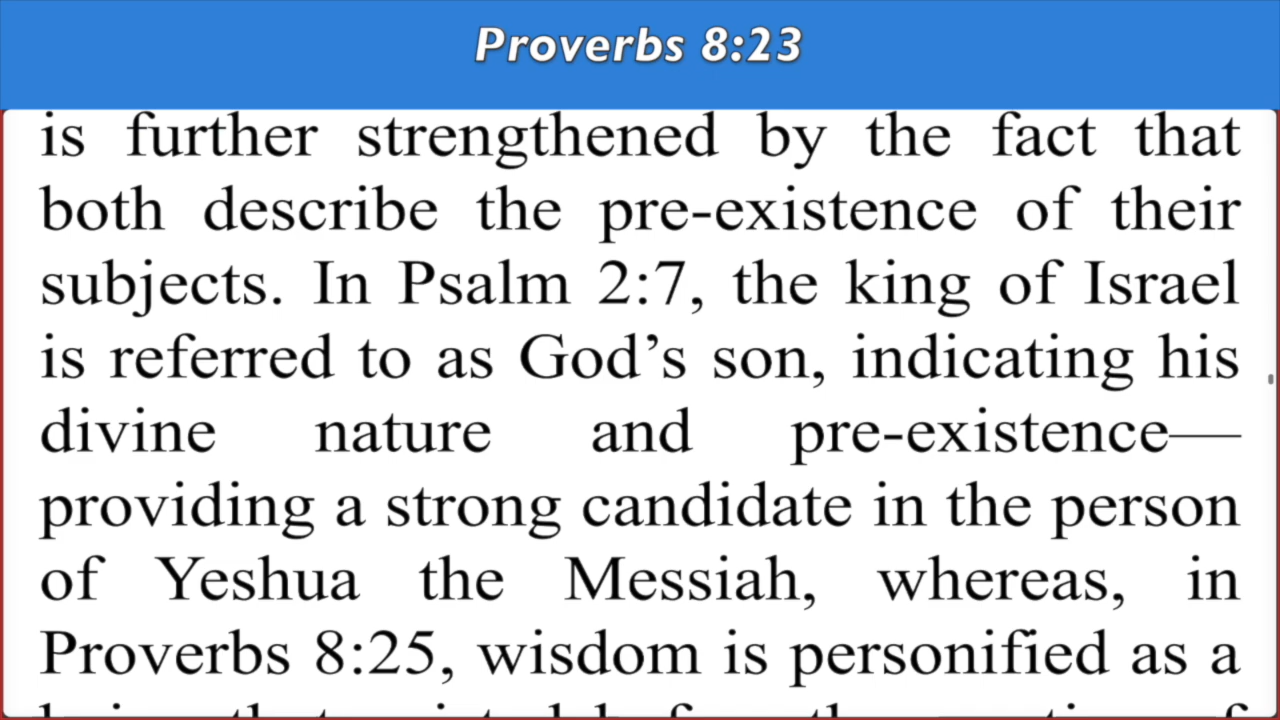 Proverbs 8:23
is further strengthened by the fact that
both describe the pre-existence of their
subjects. In Psalm 2:7, the king of Israel
is referred to as God’s son, indicating his
divine nature and pre-existence—
providing a strong candidate in the person
of Yeshua the Messiah, whereas, in
Proverbs 8:25, wisdom is personified as a